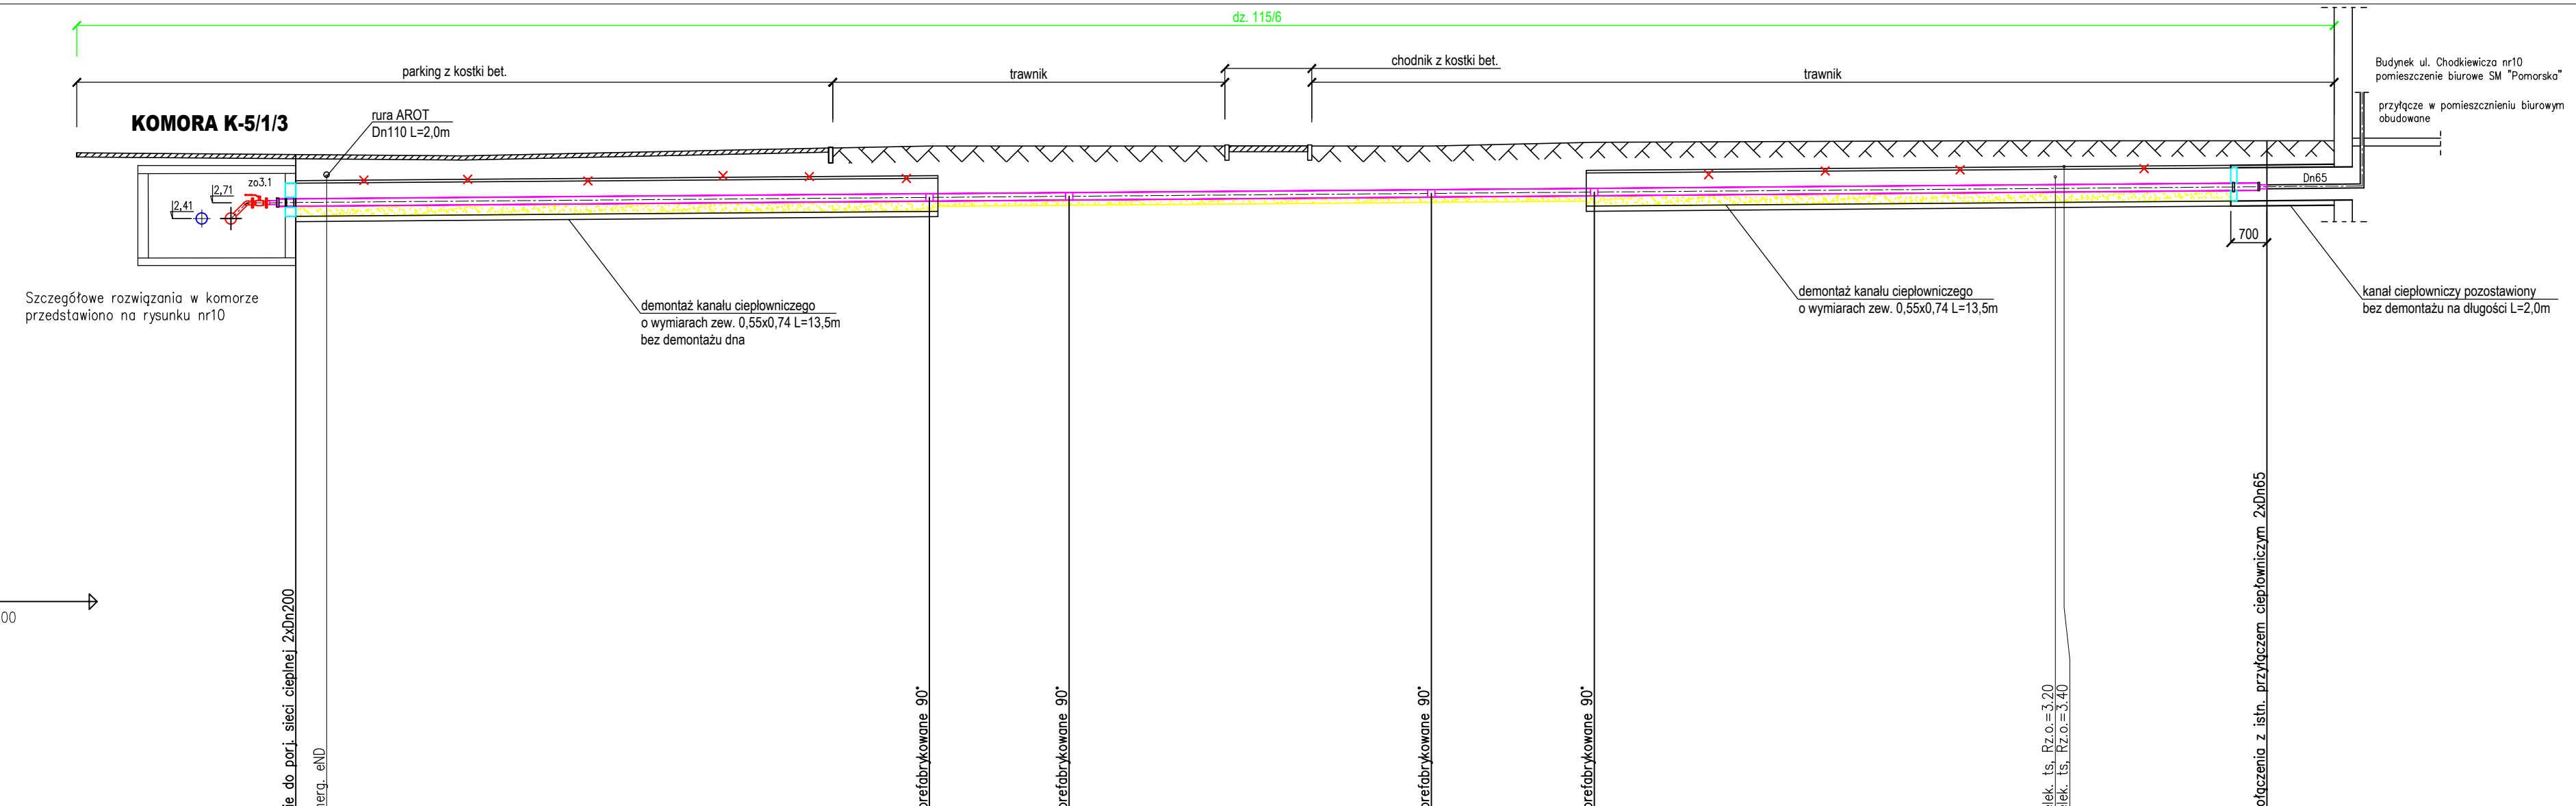 dz. 115/6
parking z kostki bet.
trawnik
chodnik z kostki bet.
trawnik
Budynek ul. Chodkiewicza nr10
pomieszczenie biurowe SM "Pomorska"
przyłącze w pomieszcznieniu biurowym
obudowane
KOMORA K-5/1/3
rura AROT
Dn110 L=2,0m
zo3.1
2,71
2,41
Dn65
700
Szczegółowe rozwiązania w komorze
przedstawiono na rysunku nr10
demontaż kanału ciepłowniczego
o wymiarach zew. 0,55x0,74 L=13,5m
bez demontażu dna
demontaż kanału ciepłowniczego
o wymiarach zew. 0,55x0,74 L=13,5m
kanał ciepłowniczy pozostawiony
bez demontażu na długości L=2,0m
00
do porj. sieci cieplnej 2xDn200
eND
prefabrykowane 90°
prefabrykowane 90°
prefabrykowane 90°
prefabrykowane 90°
ts, Rz.o.=3.20
ts, Rz.o.=3.40
z istn. przyłączem ciepłowniczym 2xDn65